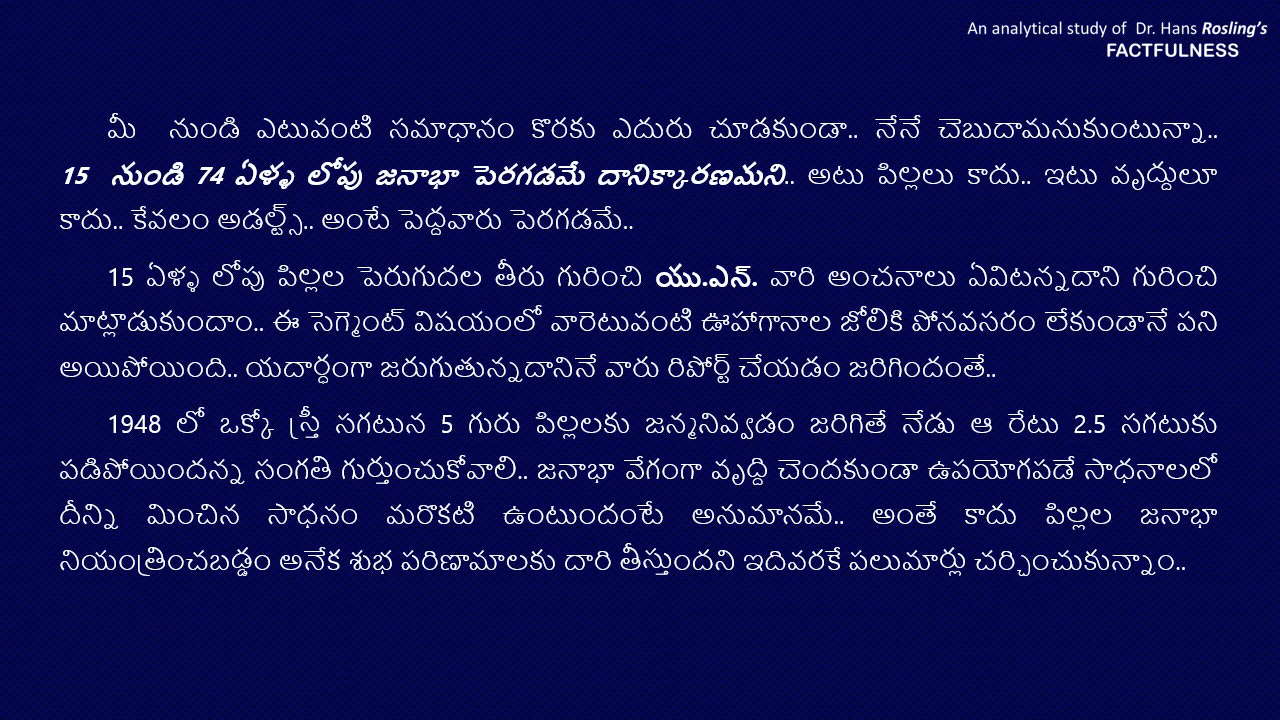 An analytical study of Dr. Hans Rosling's
FACTFULNESS
మీ నుండి ఎటువంటి సమాధానం కొరకు ఎదురు చూడకుండా.. నేనే చెబుదామనుకుంటున్నా..
15 నుండి 74 ఏళ్ళ లోపు జనాభా పెరగడమే దానిక్కారణమని.. అటు పిల్లలు కాదు.. ఇటు వృద్దులూ
కాదు.. కేవలం అడల్ట్స్.. అంటే పెద్దవారు పెరగడమే..
15 ఏళ్ళ లోపు పిల్లల పెరుగుదల తీరు గురించి యు.ఎన్. వారి అంచనాలు ఏవిటన్నదాని గురించి
మాట్లాడుకుందాం.. ఈ సెగ్మెంట్ విషయంలో వారెటువంటి ఊహాగానాల జోలికి పోనవసరం లేకుండానే పని
అయిపోయింది.. యదార్ధంగా జరుగుతున్నదానినే వారు రిపోర్ట్ చేయడం జరిగిందంతే..
1948 లో ఒక్కో స్త్రీ సగటున 5 గురు పిల్లలకు జన్మనివ్వడం జరిగితే నేడు ఆ రేటు 2.5 సగటుకు
పడిపోయిందన్న సంగతి గుర్తుంచుకోవాలి.. జనాభా వేగంగా వృద్ది చెందకుండా ఉపయోగపడే సాధనాలలో
దీన్ని మించిన సాధనం మరొకటి ఉంటుందంటే అనుమానమే.. అంతే కాదు పిల్లల జనాభా
నియంత్రించబడ్డం అనేక శుభ పరిణామాలకు దారి తీస్తుందని ఇదివరకే పలుమార్లు చర్చించుకున్నాం..